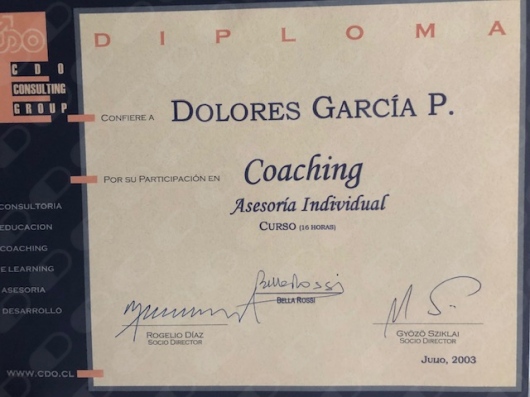 DIPLOMA
CDO
CONSULTING
GROUP
CONFIERE A DOLORES GARCÍA P.
POR SU PARTICIPACIÓN EN Coaching
Asesoría Individual
CURSO (16 HORAS)
CONSULTORIA
EDUCACION
COACHING
E LEARNING
ASESORIA
DESARROLLO
Bella Rossi
BELLA ROSSI
ROGELIO DÍAZ
SOCIO DIRECTOR
GYÖZÖ SZIKLAI
SOCIO DIRECTOR
JULIO, 2003
WWW.CDO.CL